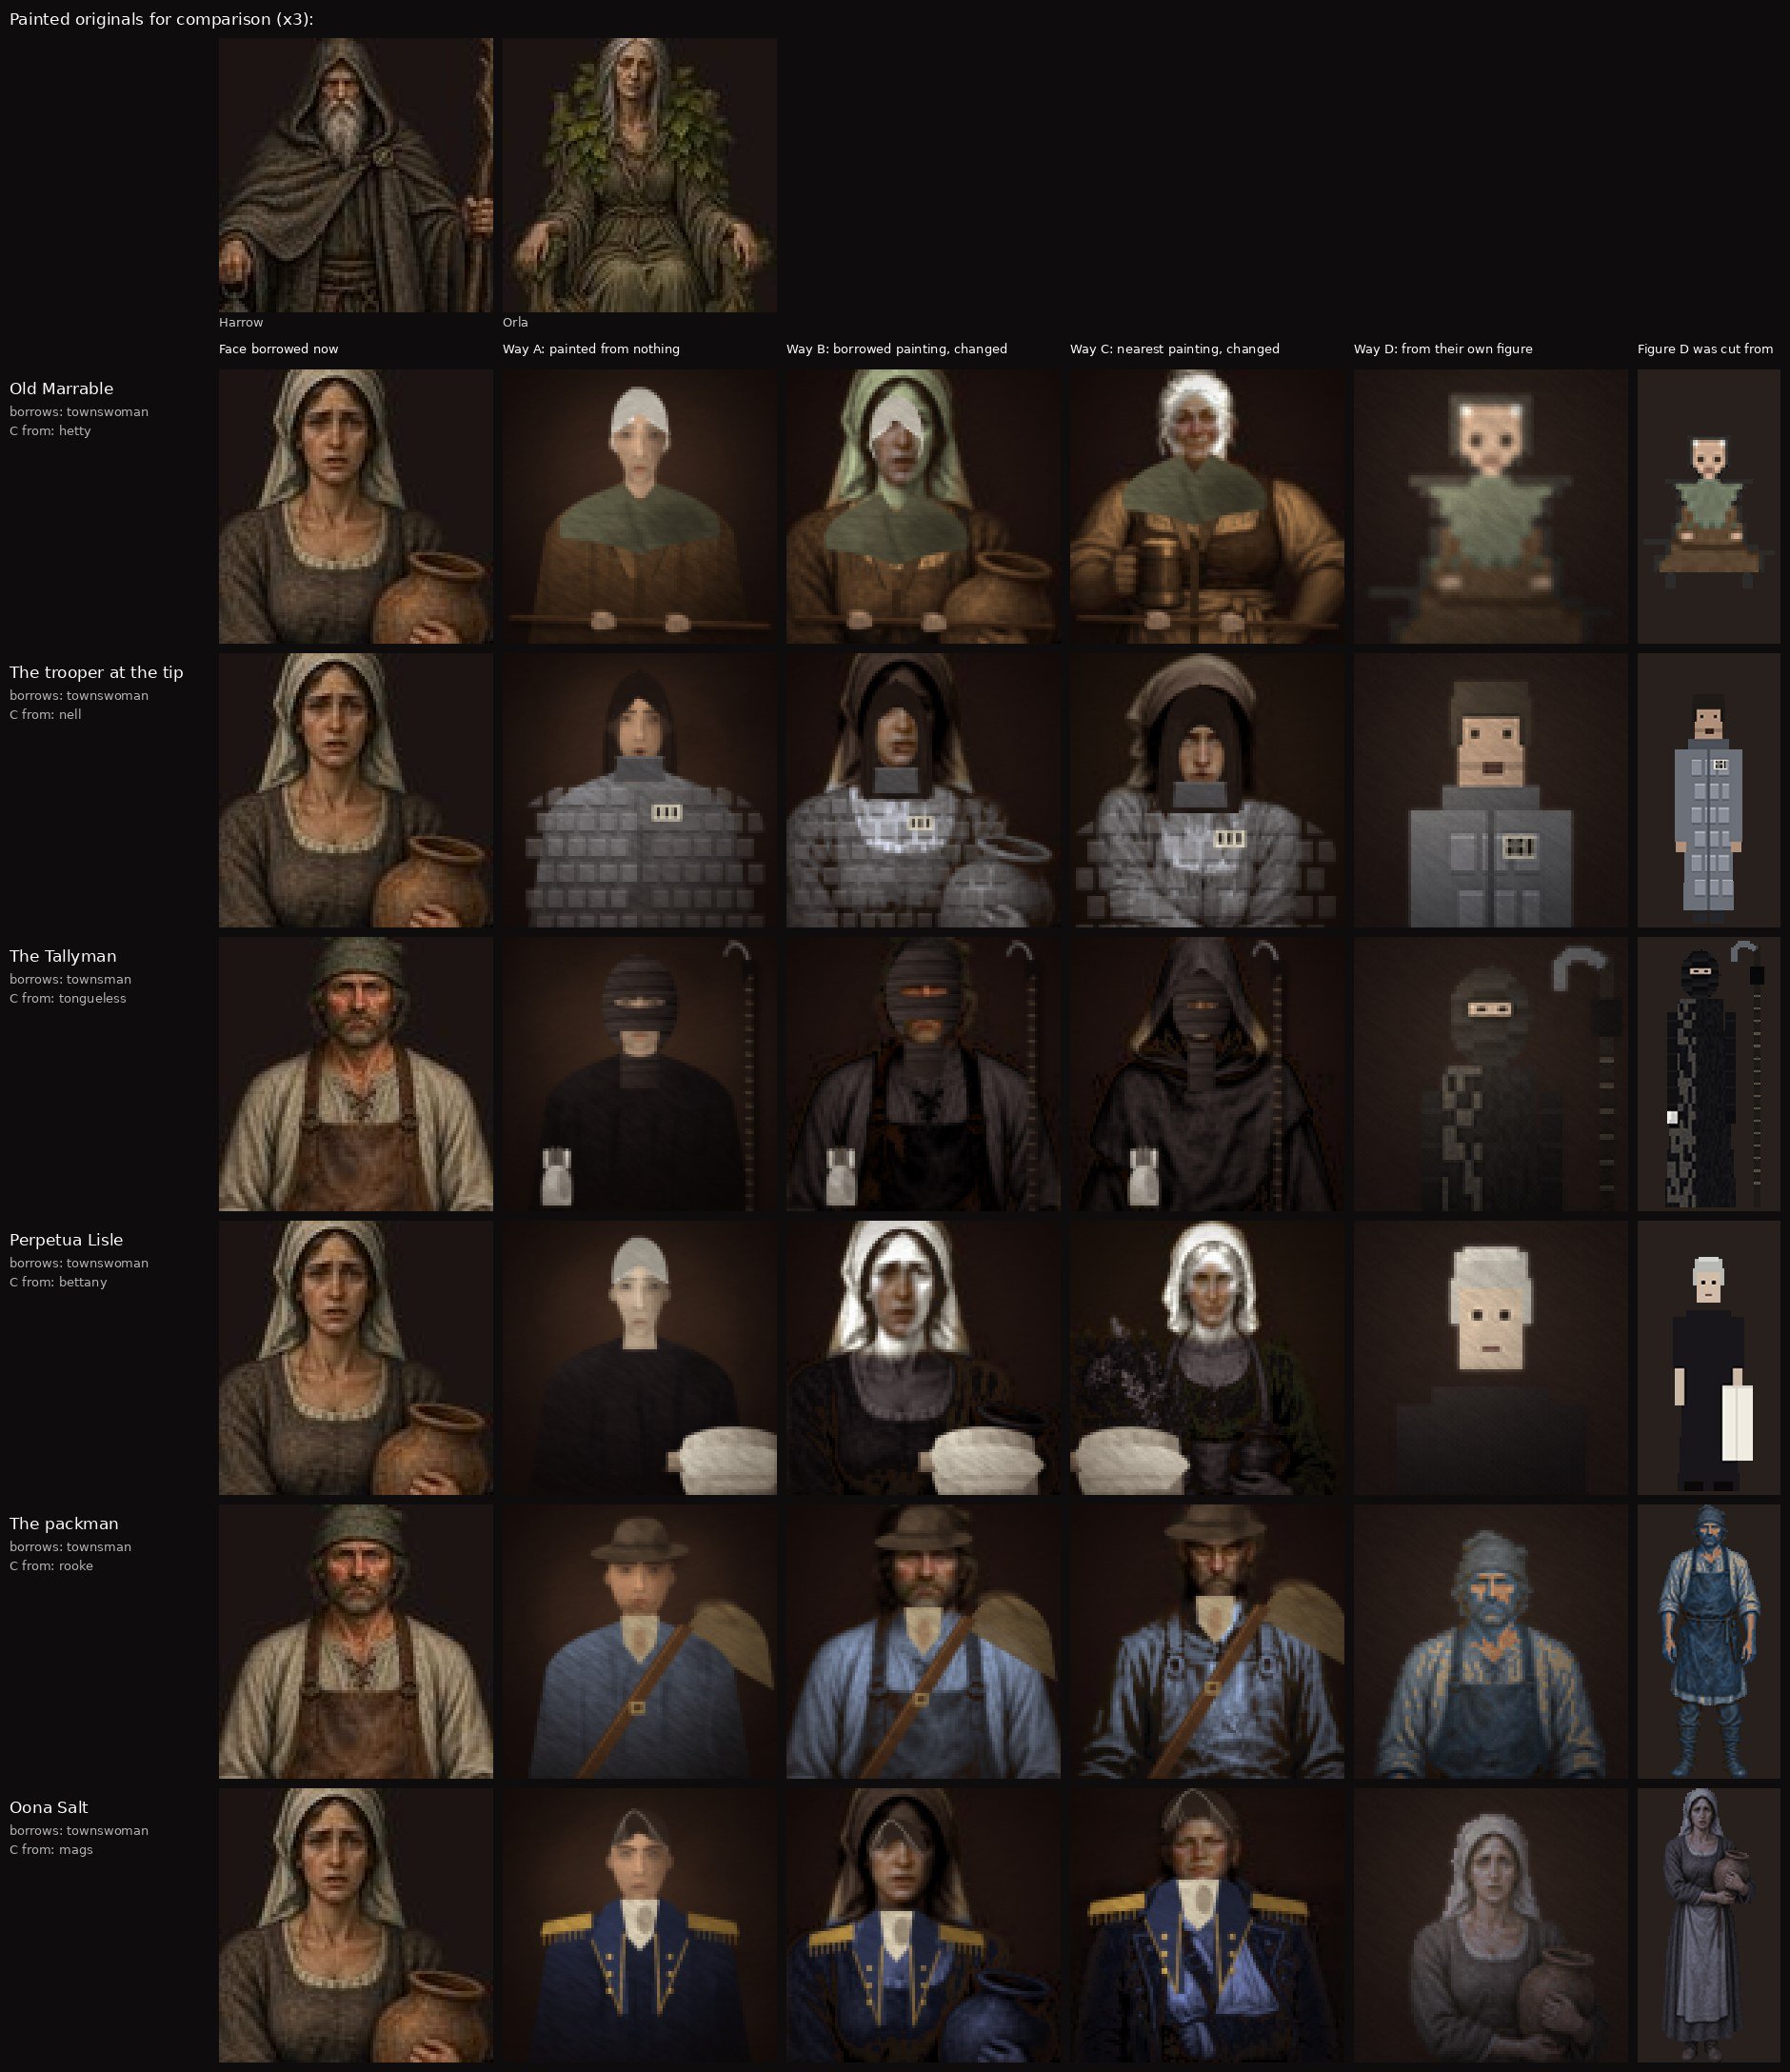 Painted originals for comparison (x3):
Harrow
Orla
Face borrowed now
Way A: painted from nothing
Way B: borrowed painting, changed
Way C: nearest painting, changed
Way D: from their own figure
Figure D was cut from
Old Marrable
borrows: townswoman
C from: hetty
The trooper at the tip
borrows: townswoman
C from: nell
The Tallyman
borrows: townsman
C from: tongueless
Perpetua Lisle
borrows: townswoman
C from: bettany
The packman
borrows: townsman
C from: rooke
Oona Salt
borrows: townswoman
C from: mags